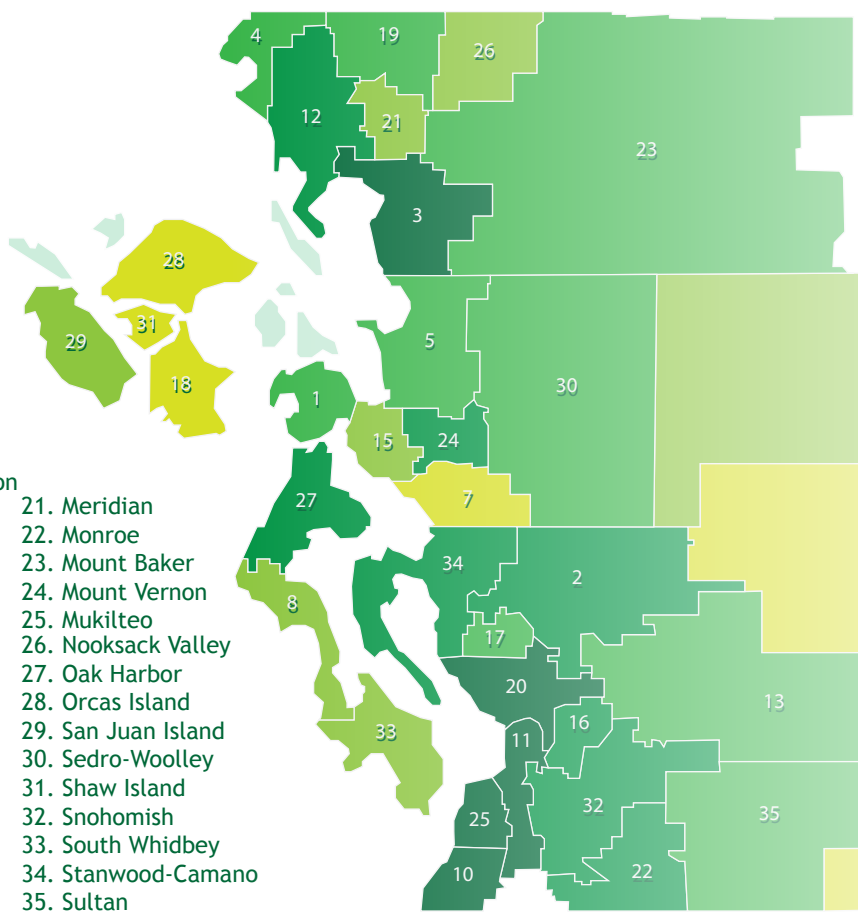 4
19
26
12
21
23
3
28
31
29
5
18
30
1
15
24
7
27
34
2
8
17
20
13
16
33
11
32
25
35
10
22
on
21. Meridian
22. Monroe
23. Mount Baker
24. Mount Vernon
25. Mukilteo
26. Nooksack Valley
27. Oak Harbor
28. Orcas Island
29. San Juan Island
30. Sedro-Woolley
31. Shaw Island
32. Snohomish
33. South Whidbey
34. Stanwood-Camano
35. Sultan